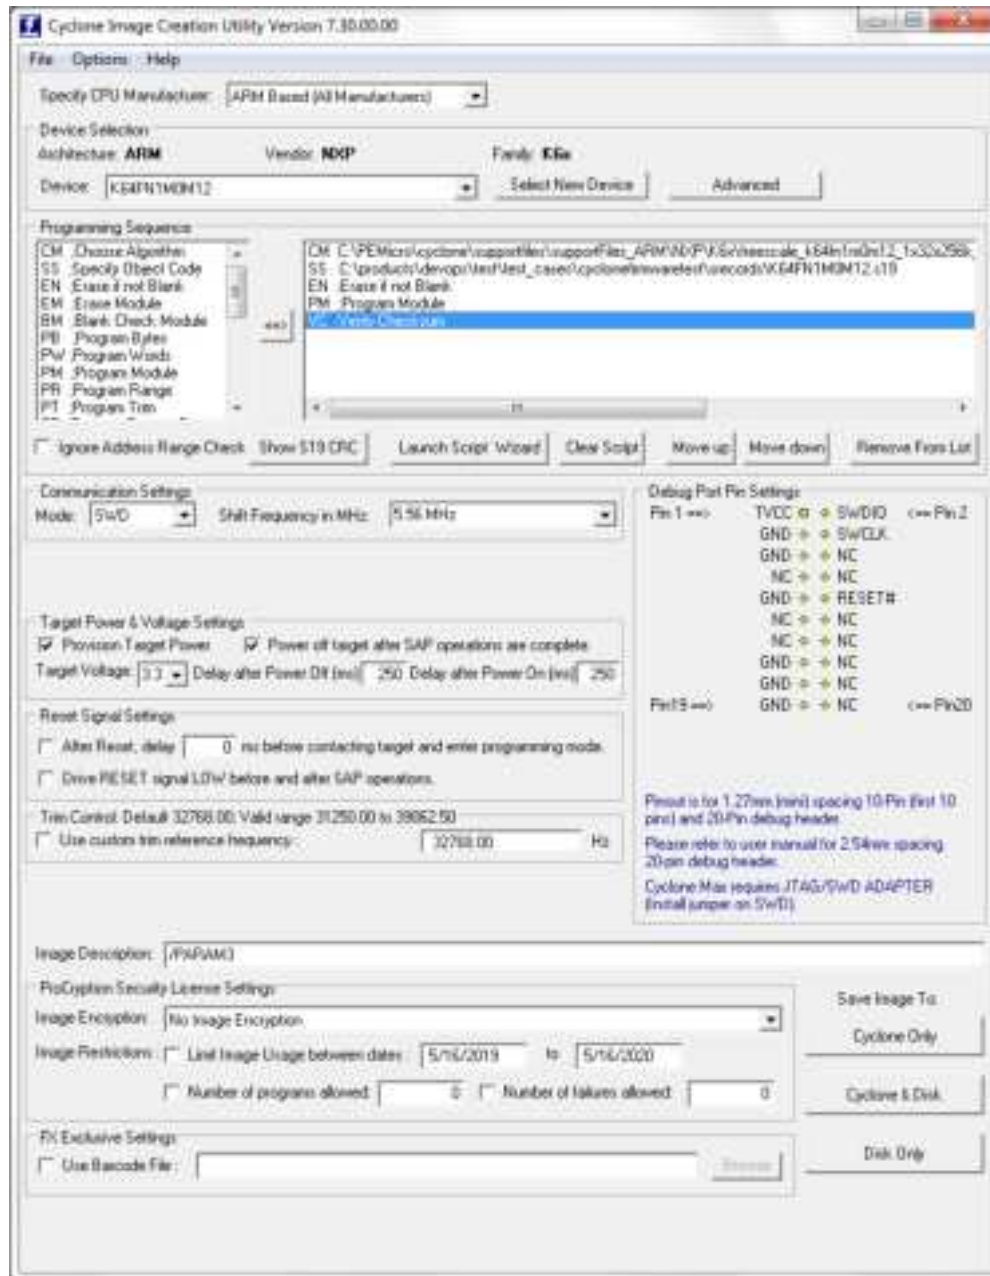 Cyclone Image Creation Utility Version 7.30.00.00
File Options Help
Specify CPU Manufacturer: ARM Based (All Manufacturers)
Device Selection
Architecture: ARM Vendor: NXP Family: K6x
Device: K64FN1M0M12 Select New Device Advanced
Programming Sequence
CM ;Choose Algorithm
SS ;Specify Object Code
EN ;Erase if not Blank
EM ;Erase Module
BM ;Blank Check Module
PB ;Program Bytes
PW ;Program Words
PM ;Program Module
PR ;Program Range
PT ;Program Trim
==>
CM C:\PEMicro\cyclone\supportfiles\supportFiles_ARM\NXP\K6x\freescale_k64fn1m0m12_1x32x256k_
SS C:\products\devops\test\test_cases\cyclonefirmwaretest\srecords\K64FN1M0M12.s19
EN ;Erase if not Blank
PM ;Program Module
VC ;Verify Checksum
Ignore Address Range Check Show S19 CRC Launch Script Wizard Clear Script Move up Move down Remove From List
Communication Settings
Mode: SWD Shift Frequency in MHz: 5.56 MHz
Target Power & Voltage Settings
Provision Target Power Power off target after SAP operations are complete
Target Voltage: 3.3 Delay after Power Off (ms) 250 Delay after Power On (ms) 250
Reset Signal Settings
After Reset, delay 0 ms before contacting target and enter programming mode.
Drive RESET signal LOW before and after SAP operations.
Trim Control: Default 32768.00; Valid range 31250.00 to 39062.50
Use custom trim reference frequency: 32768.00 Hz
Debug Port Pin Settings
Pin 1 ==> TVCC SWDIO <== Pin 2
GND SWCLK
GND NC
NC NC
GND RESET#
NC NC
NC NC
GND NC
GND NC
Pin19 ==> GND NC <== Pin20
Pinout is for 1.27mm (mini) spacing 10-Pin (first 10
pins) and 20-Pin debug header.
Please refer to user manual for 2.54mm spacing
20-pin debug header.
Cyclone Max requires JTAG/SWD ADAPTER
(Install jumper on SWD)
Image Description: /PARAM3
ProCryption Security License Settings
Image Encryption: No Image Encryption
Image Restrictions: Limit Image Usage between dates : 5/16/2019 to 5/16/2020
Number of programs allowed: 0 Number of failures allowed: 0
Save Image To:
Cyclone Only
Cyclone & Disk
Disk Only
FX Exclusive Settings
Use Barcode File : Browse